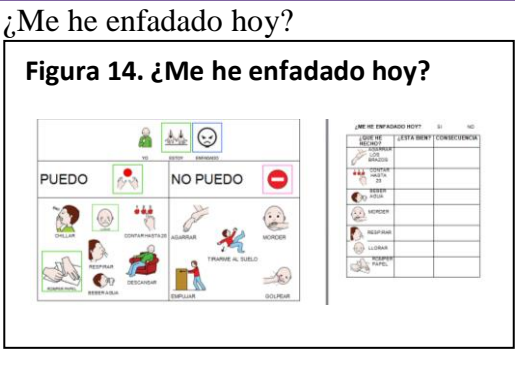 ¿Me he enfadado hoy?
Figura 14. ¿Me he enfadado hoy?
YO ESTOY ENFADADO
PUEDO
NO PUEDO
CHILLAR
CONTAR HASTA 20
RESPIRAR
ROMPER PAPEL
BEBER AGUA
DESCANSAR
AGARRAR
MORDER
TIRARME AL SUELO
EMPUJAR
GOLPEAR
¿ME HE ENFADADO HOY? SI NO
¿QUÉ HE HECHO? ¿ESTÁ BIEN? CONSECUENCIA
AGARRAR
LOS
BRAZOS
CONTAR
HASTA
20
BEBER
AGUA
MORDER
RESPIRAR
LLORAR
ROMPER
PAPEL